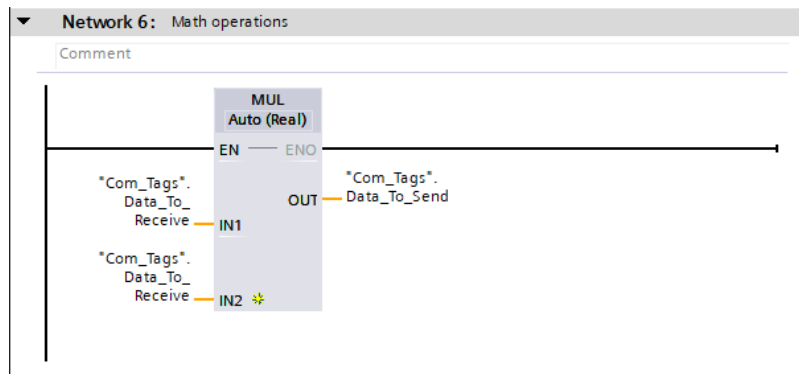 Network 6: Math operations
Comment
MUL
Auto (Real)
EN ENO
"Com_Tags".
Data_To_
Receive
IN1
"Com_Tags".
Data_To_Send
OUT
"Com_Tags".
Data_To_
Receive
IN2